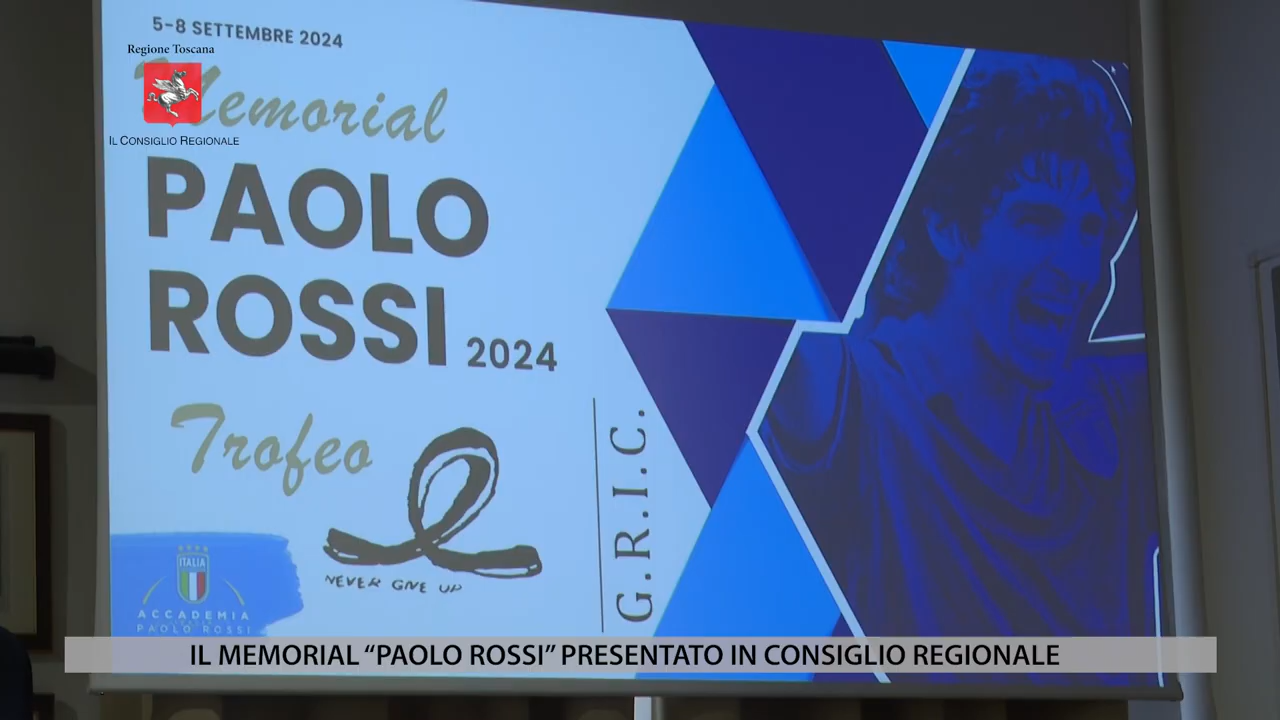 5-8 SETTEMBRE 2024
Regione Toscana
Memorial
IL CONSIGLIO REGIONALE
PAOLO
ROSSI 2024
Trofeo
NEVER GIVE UP
G.R.I.C.
ITALIA
ACCADEMIA
PAOLO ROSSI
IL MEMORIAL “PAOLO ROSSI” PRESENTATO IN CONSIGLIO REGIONALE